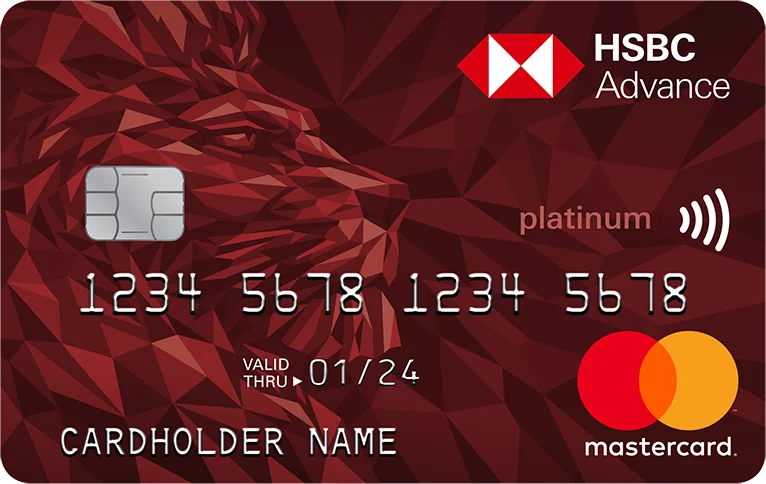 HSBC
Advance
platinum
1234 5678 1234 5678
VALID
THRU ▸ 01/24
CARDHOLDER NAME
mastercard.